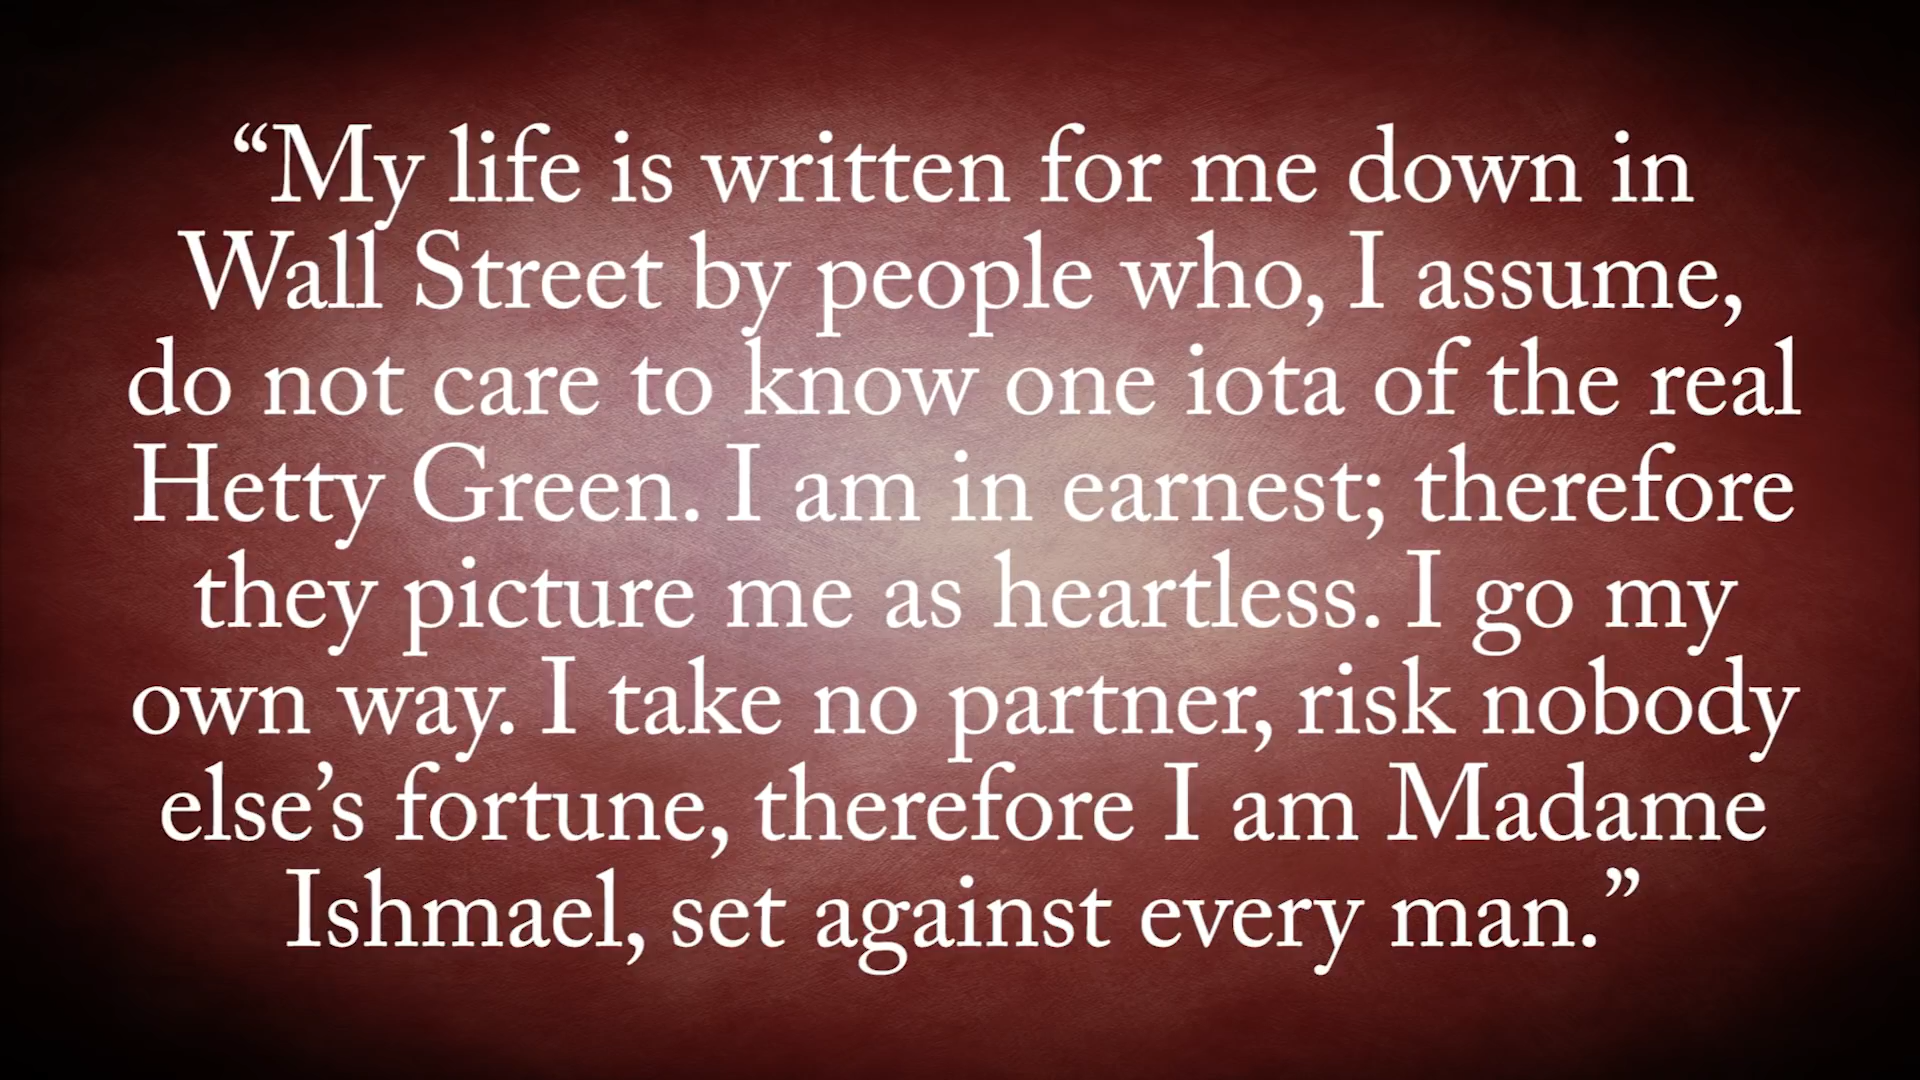 “My life is written for me down in
Wall Street by people who, I assume,
do not care to know one iota of the real
Hetty Green. I am in earnest; therefore
they picture me as heartless. I go my
own way. I take no partner, risk nobody
else’s fortune, therefore I am Madame
Ishmael, set against every man.”